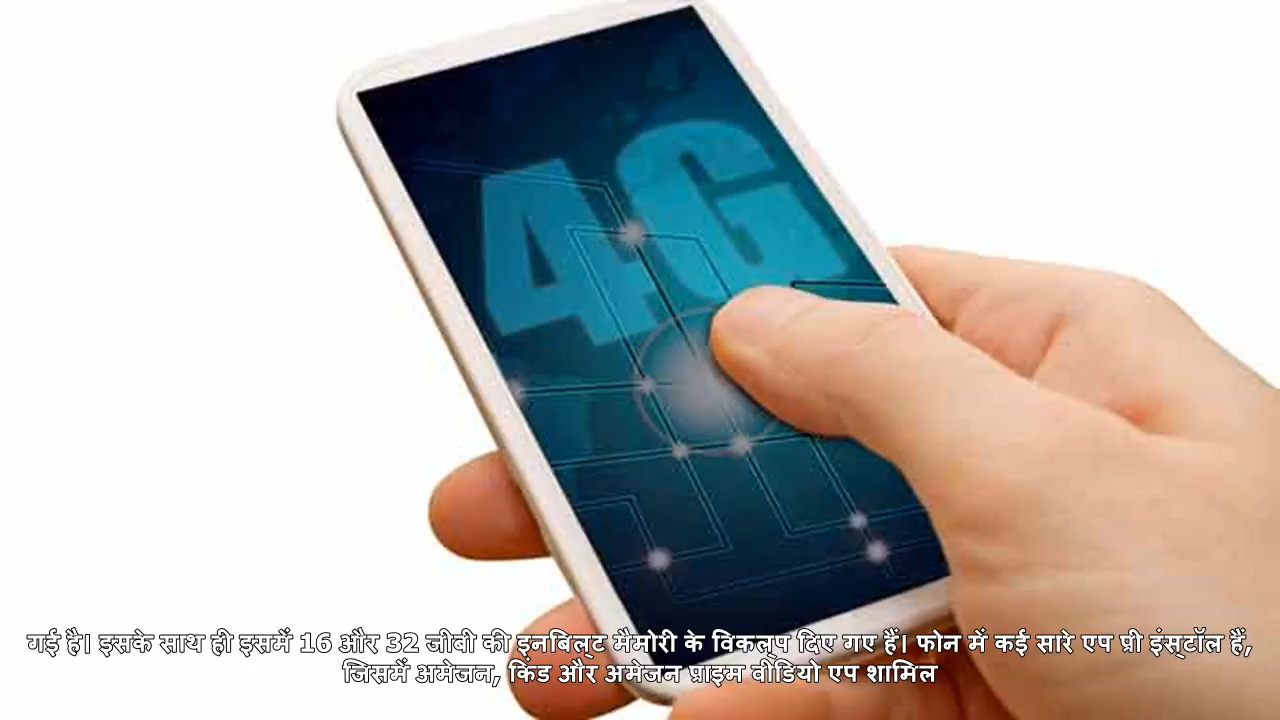 4G
गई है। इसके साथ ही इसमें 16 और 32 जीबी की इनबिल्ट मैमोरी के विकल्प दिए गए हैं। फोन में कई सारे एप प्री इंस्टॉल हैं,
जिसमें अमेजन, किंड और अमेजन प्राइम वीडियो एप शामिल